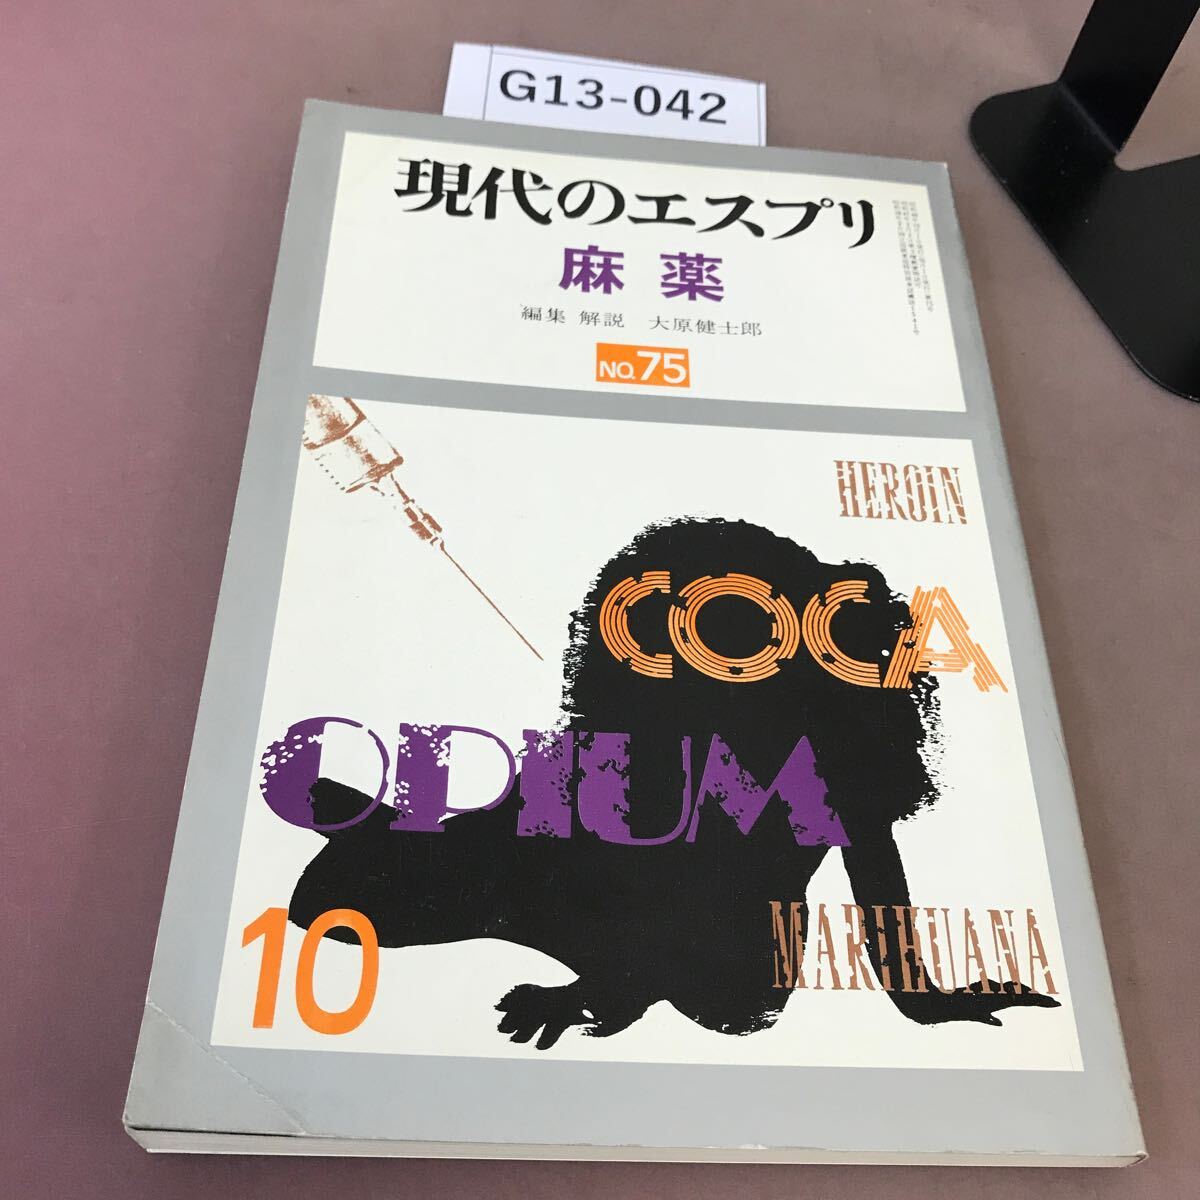 G13-042
現代のエスプリ
麻薬
編集 解説 大原健士郎
NO.75
HEROIN
COCA
OPIUM
10
MARIHUANA